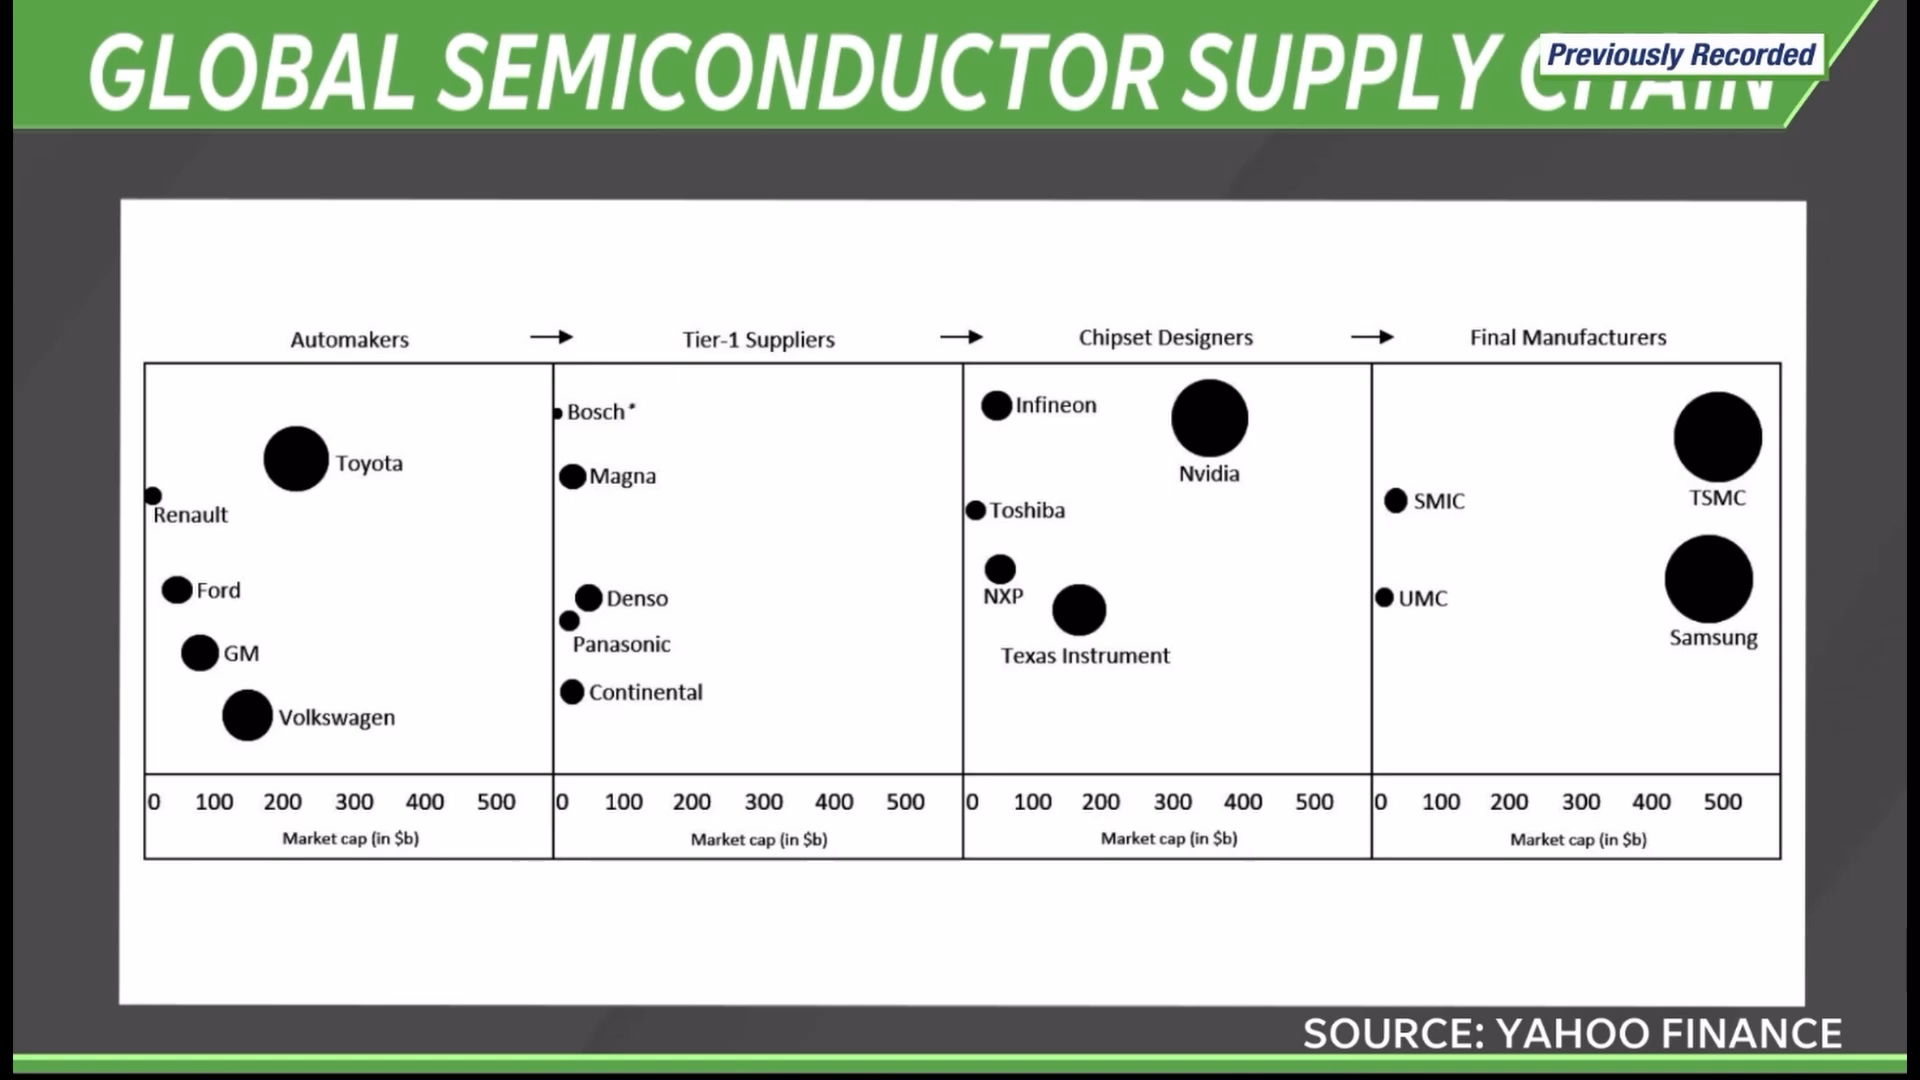 GLOBAL SEMICONDUCTOR SUPPLY CHAIN
Previously Recorded
Automakers → Tier-1 Suppliers → Chipset Designers → Final Manufacturers
Toyota
Renault
Ford
GM
Volkswagen
Bosch*
Magna
Denso
Panasonic
Continental
Infineon
Nvidia
Toshiba
NXP
Texas Instrument
TSMC
SMIC
UMC
Samsung
0 100 200 300 400 500
Market cap (in $b)
0 100 200 300 400 500
Market cap (in $b)
0 100 200 300 400 500
Market cap (in $b)
0 100 200 300 400 500
Market cap (in $b)
SOURCE: YAHOO FINANCE